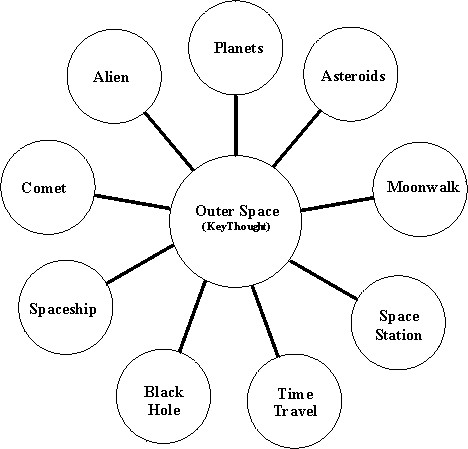 Planets
Alien
Asteroids
Comet
Moonwalk
Outer Space
(KeyThought)
Spaceship
Space
Station
Black
Hole
Time
Travel